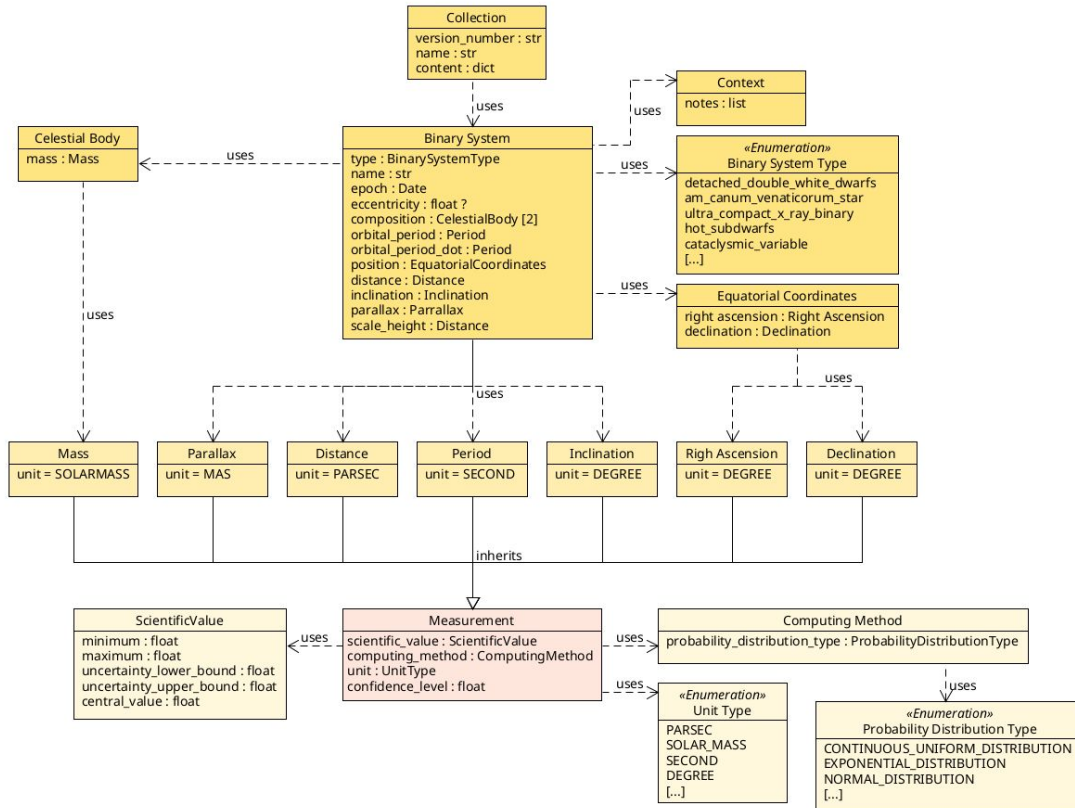 Collection
version_number : str
name : str
content : dict
uses
Context
notes : list
uses
Celestial Body
mass : Mass
uses
Binary System
type : BinarySystemType
name : str
epoch : Date
eccentricity : float ?
composition : CelestialBody [2]
orbital_period : Period
orbital_period_dot : Period
position : EquatorialCoordinates
distance : Distance
inclination : Inclination
parallax : Parrallax
scale_height : Distance
uses
«Enumeration»
Binary System Type
detached_double_white_dwarfs
am_canum_venaticorum_star
ultra_compact_x_ray_binary
hot_subdwarfs
cataclysmic_variable
[...]
uses
Equatorial Coordinates
right ascension : Right Ascension
declination : Declination
uses
uses
uses
Mass
unit = SOLARMASS
Parallax
unit = MAS
Distance
unit = PARSEC
Period
unit = SECOND
Inclination
unit = DEGREE
Righ Ascension
unit = DEGREE
Declination
unit = DEGREE
inherits
ScientificValue
minimum : float
maximum : float
uncertainty_lower_bound : float
uncertainty_upper_bound : float
central_value : float
uses
Measurement
scientific_value : ScientificValue
computing_method : ComputingMethod
unit : UnitType
confidence_level : float
uses
Computing Method
probability_distribution_type : ProbabilityDistributionType
uses
uses
«Enumeration»
Unit Type
PARSEC
SOLAR_MASS
SECOND
DEGREE
[...]
«Enumeration»
Probability Distribution Type
CONTINUOUS_UNIFORM_DISTRIBUTION
EXPONENTIAL_DISTRIBUTION
NORMAL_DISTRIBUTION
[...]